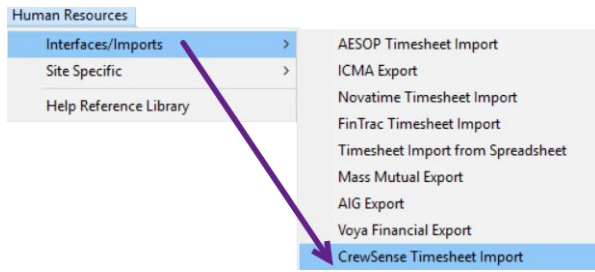 Human Resources
Interfaces/Imports >
Site Specific >
Help Reference Library
AESOP Timesheet Import
ICMA Export
Novatime Timesheet Import
FinTrac Timesheet Import
Timesheet Import from Spreadsheet
Mass Mutual Export
AIG Export
Voya Financial Export
CrewSense Timesheet Import